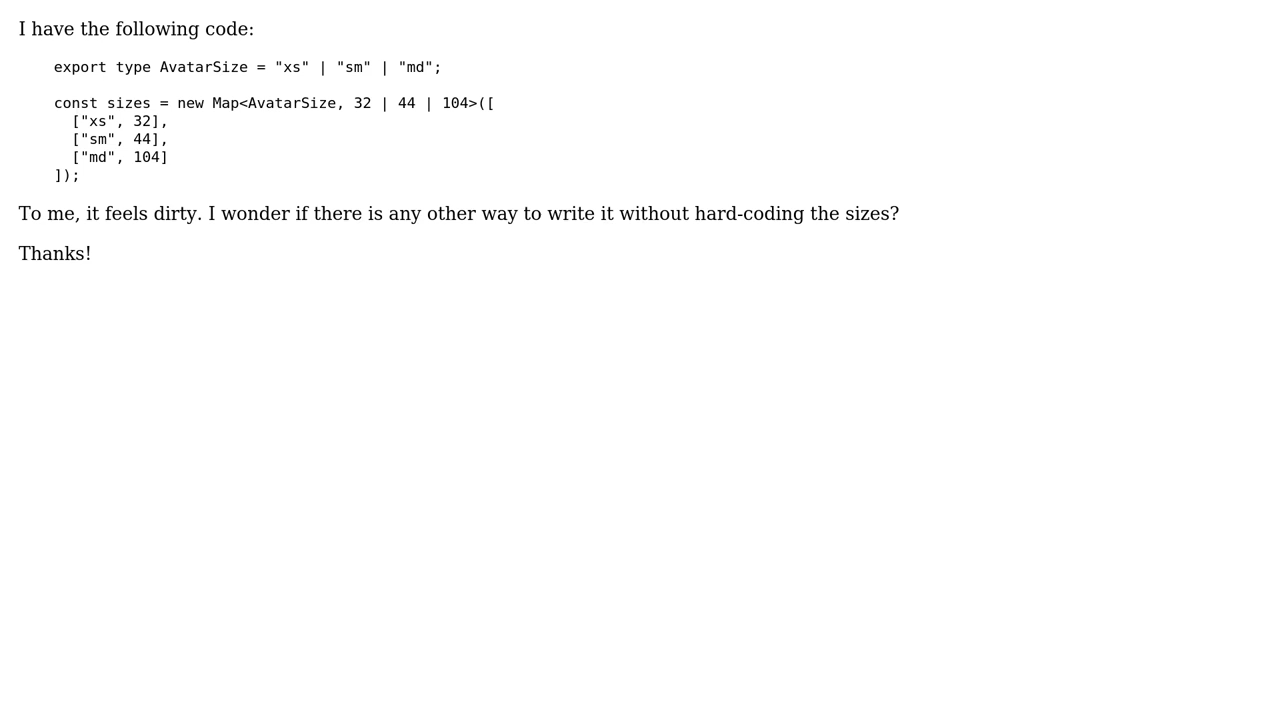 I have the following code:
export type AvatarSize = "xs" | "sm" | "md";
const sizes = new Map<AvatarSize, 32 | 44 | 104>([
["xs", 32],
["sm", 44],
["md", 104]
]);
To me, it feels dirty. I wonder if there is any other way to write it without hard-coding the sizes?
Thanks!